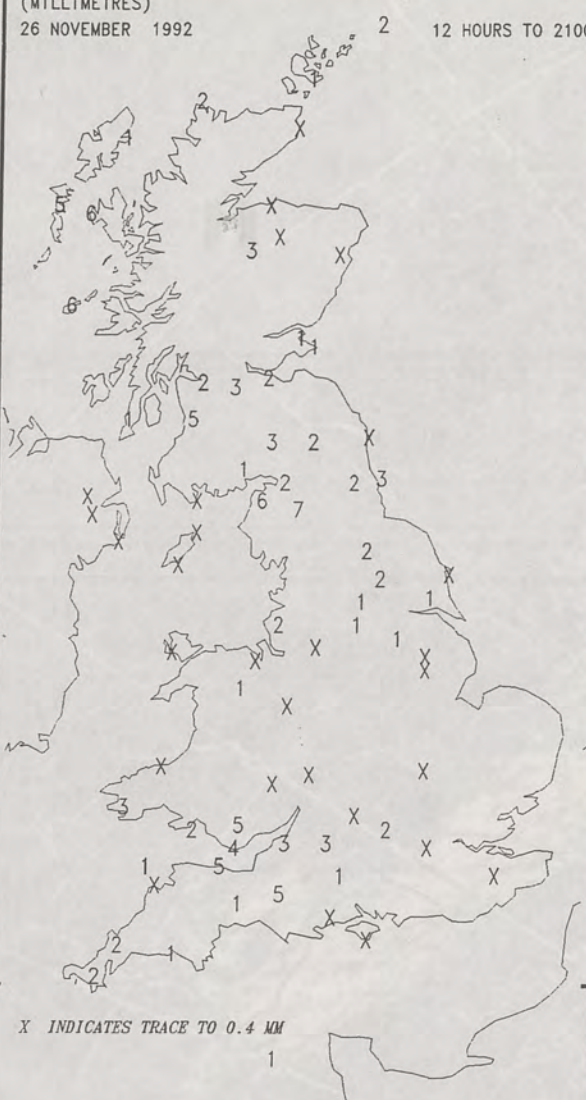 (MILLIMETRES)
26 NOVEMBER 1992 2 12 HOURS TO 2100
2
X
4
X
5 6
X
3 X
6
1
1
2 3 2
5
3 2 X
1
2 2 3
X 6
7
X
X
X
X
2
2 X
1 1
2 1
1
X X
X X
1 X
X
X
X X X
3
2 5 X 2
4 3 3 X
1 5
X 1 X
1 5
X
2 X
1
2
X INDICATES TRACE TO 0.4 MM
1